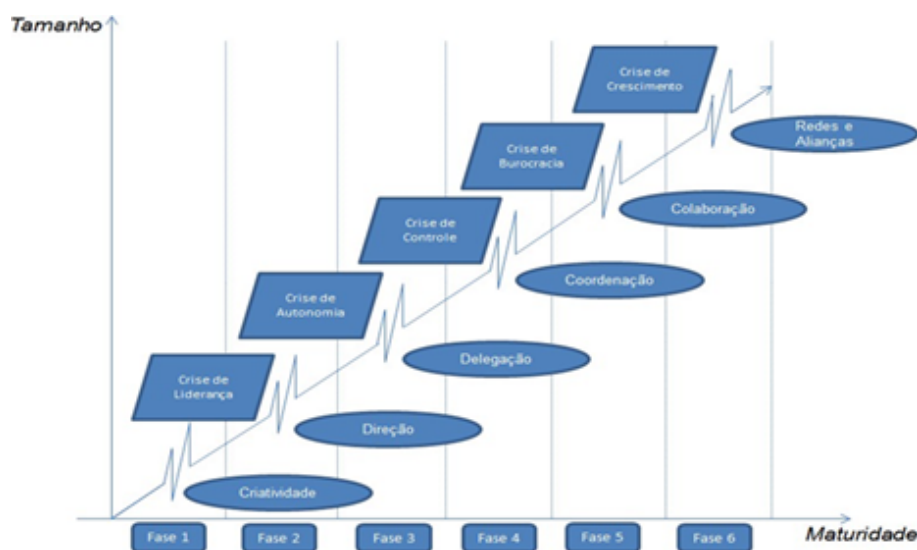 Tamanho
Crise de
Crescimento
Redes e
Alianças
Crise de
Burocracia
Colaboração
Crise de
Controle
Coordenação
Crise de
Autonomia
Delegação
Crise de
Liderança
Direção
Criatividade
Fase 1
Fase 2
Fase 3
Fase 4
Fase 5
Fase 6
Maturidade